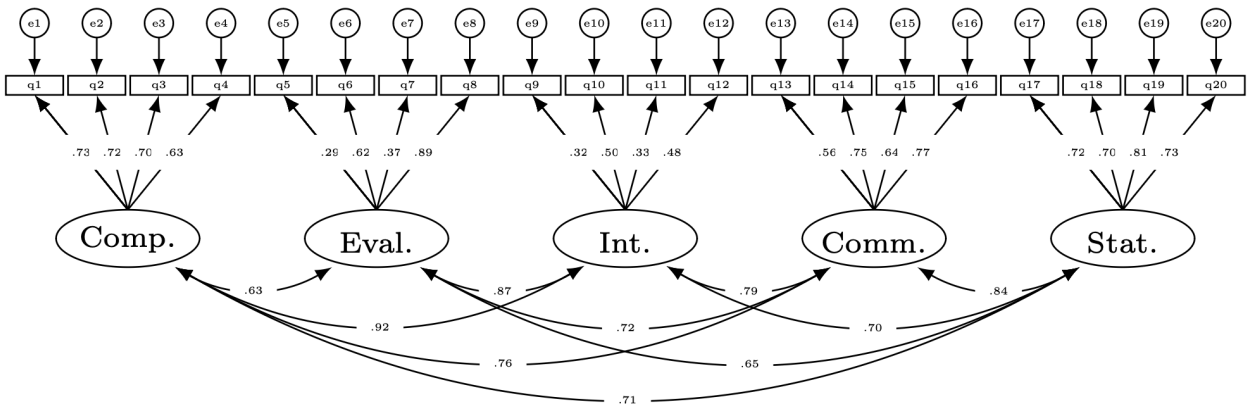 e1 e2 e3 e4 e5 e6 e7 e8 e9 e10 e11 e12 e13 e14 e15 e16 e17 e18 e19 e20
q1 q2 q3 q4 q5 q6 q7 q8 q9 q10 q11 q12 q13 q14 q15 q16 q17 q18 q19 q20
.73 .72 .70 .63 .29 .62 .37 .89 .32 .50 .33 .48 .56 .75 .64 .77 .72 .70 .81 .73
Comp. Eval. Int. Comm. Stat.
.63 .87 .79 .84
.92 .72 .70
.76 .65
.71